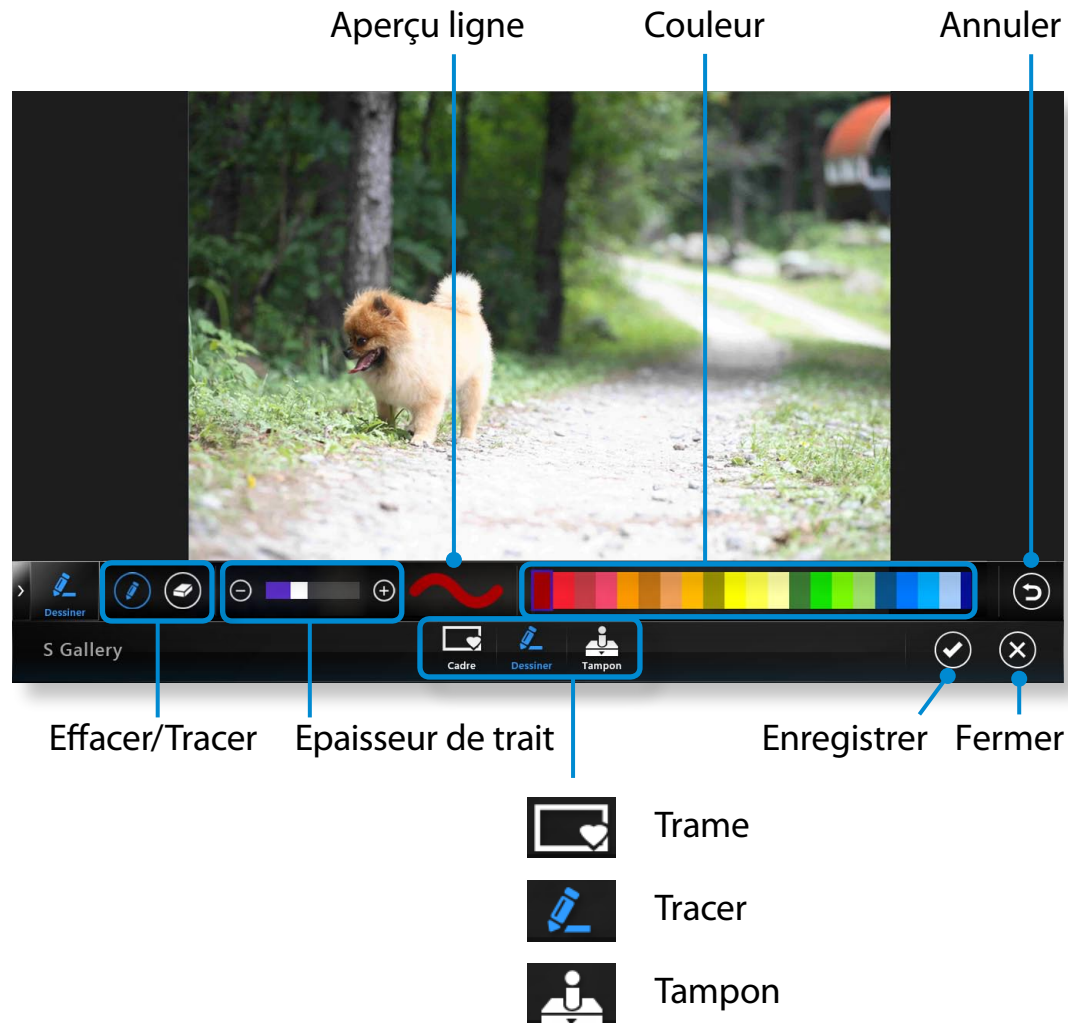 Aperçu ligne Couleur Annuler
Dessiner
S Gallery
Cadre Dessiner Tampon
Effacer/Tracer Epaisseur de trait Enregistrer Fermer
Trame
Tracer
Tampon